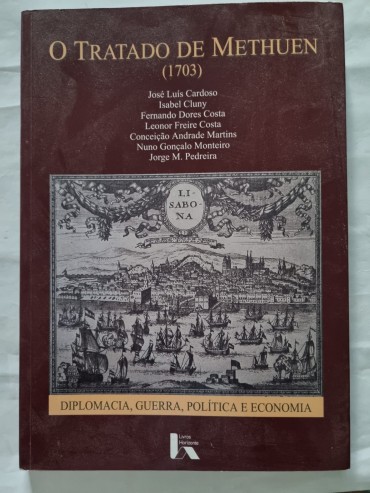 O TRATADO DE METHUEN
(1703)
José Luís Cardoso
Isabel Cluny
Fernando Dores Costa
Leonor Freire Costa
Conceição Andrade Martins
Nuno Gonçalo Monteiro
Jorge M. Pedreira
LI-
SABO-
NA
DIPLOMACIA, GUERRA, POLÍTICA E ECONOMIA
Livros
Horizonte